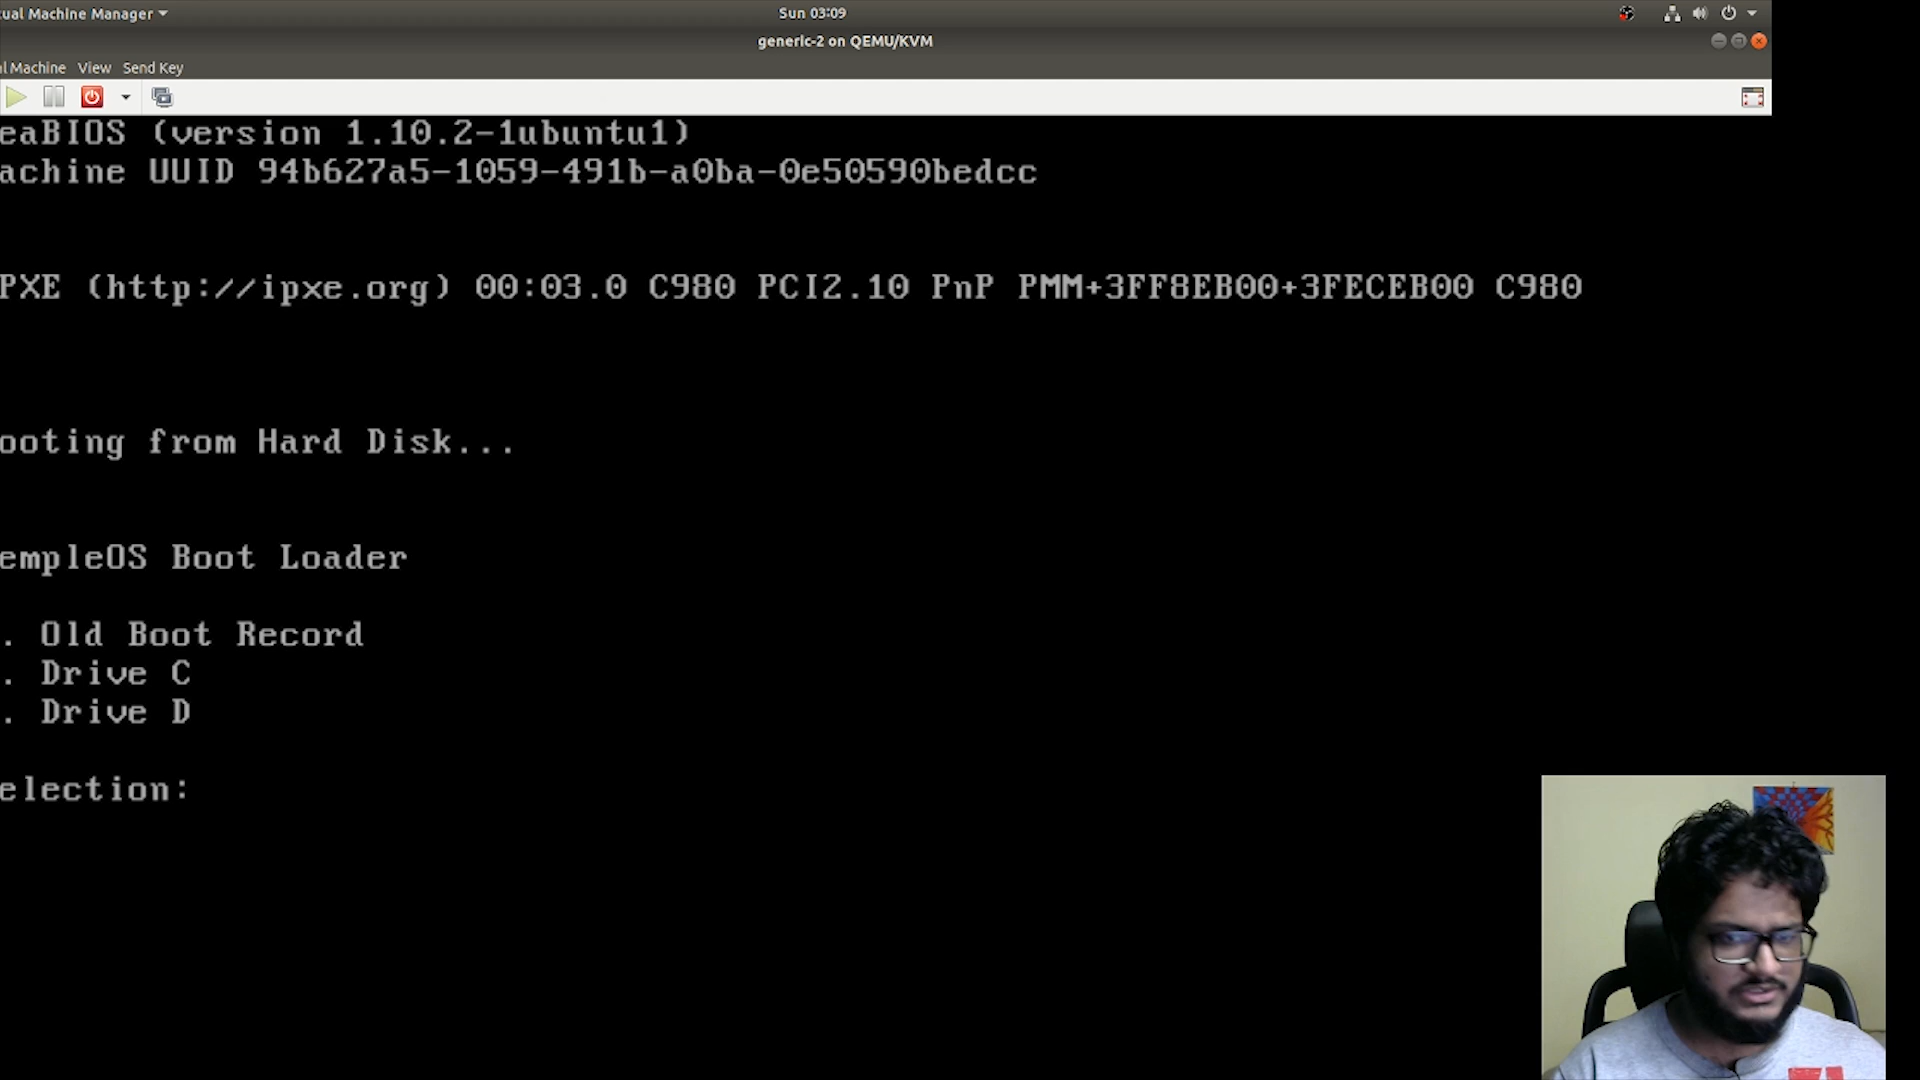 tual Machine Manager
Sun 03:09
generic-2 on QEMU/KVM
l Machine View Send Key
eaBIOS (version 1.10.2-1ubuntu1)
achine UUID 94b627a5-1059-491b-a0ba-0e50590bedcc
PXE (http://ipxe.org) 00:03.0 C980 PCI2.10 PnP PMM+3FF8EB00+3FECEB00 C980
ooting from Hard Disk...
empleOS Boot Loader
. Old Boot Record
. Drive C
. Drive D
election: